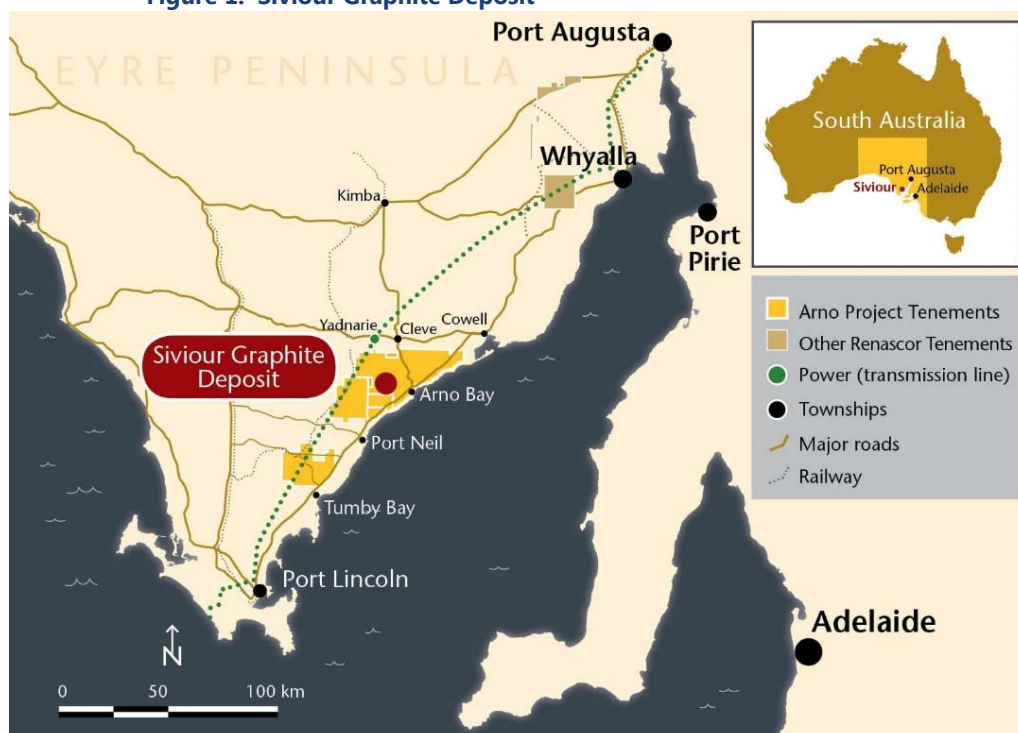 Figure 1: Siviour Graphite Deposit
EYRE PENINSULA
Port Augusta
Whyalla
Kimba
Port
Pirie
Yadnarie
Cleve
Cowell
Siviour Graphite
Deposit
Arno Bay
Port Neil
Tumby Bay
Port Lincoln
Adelaide
N
0 50 100 km
South Australia
Port Augusta
Siviour
Adelaide
Arno Project Tenements
Other Renascor Tenements
Power (transmission line)
Townships
Major roads
Railway